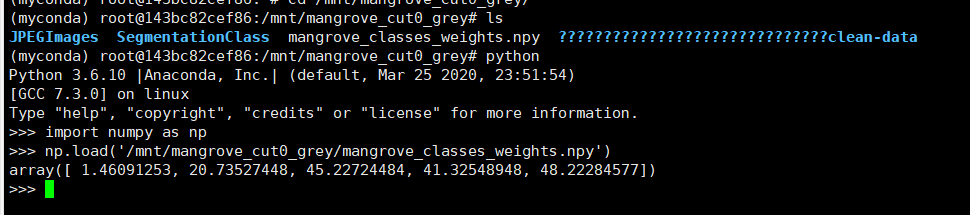 (myconda) root@143bc82cef86:~# cd /mnt/mangrove_cut0_grey/
(myconda) root@143bc82cef86:/mnt/mangrove_cut0_grey# ls
JPEGImages SegmentationClass mangrove_classes_weights.npy ??????????????????????????????clean-data
(myconda) root@143bc82cef86:/mnt/mangrove_cut0_grey# python
Python 3.6.10 |Anaconda, Inc.| (default, Mar 25 2020, 23:51:54)
[GCC 7.3.0] on linux
Type "help", "copyright", "credits" or "license" for more information.
>>> import numpy as np
>>> np.load('/mnt/mangrove_cut0_grey/mangrove_classes_weights.npy')
array([ 1.46091253, 20.73527448, 45.22724484, 41.32548948, 48.22284577])
>>>